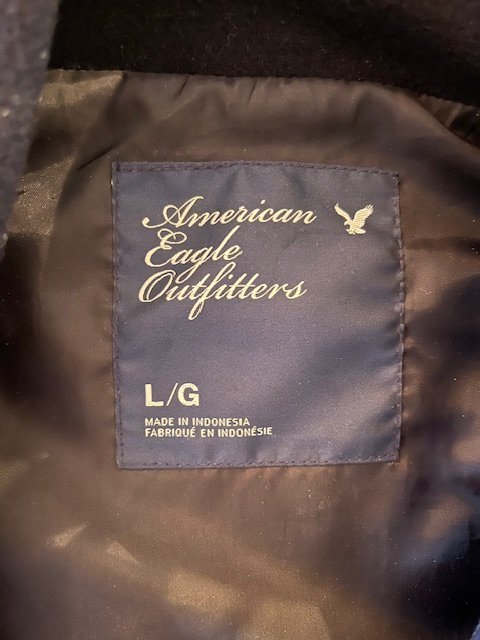 American
Eagle
Outfitters
L/G
MADE IN INDONESIA
FABRIQUÉ EN INDONÉSIE